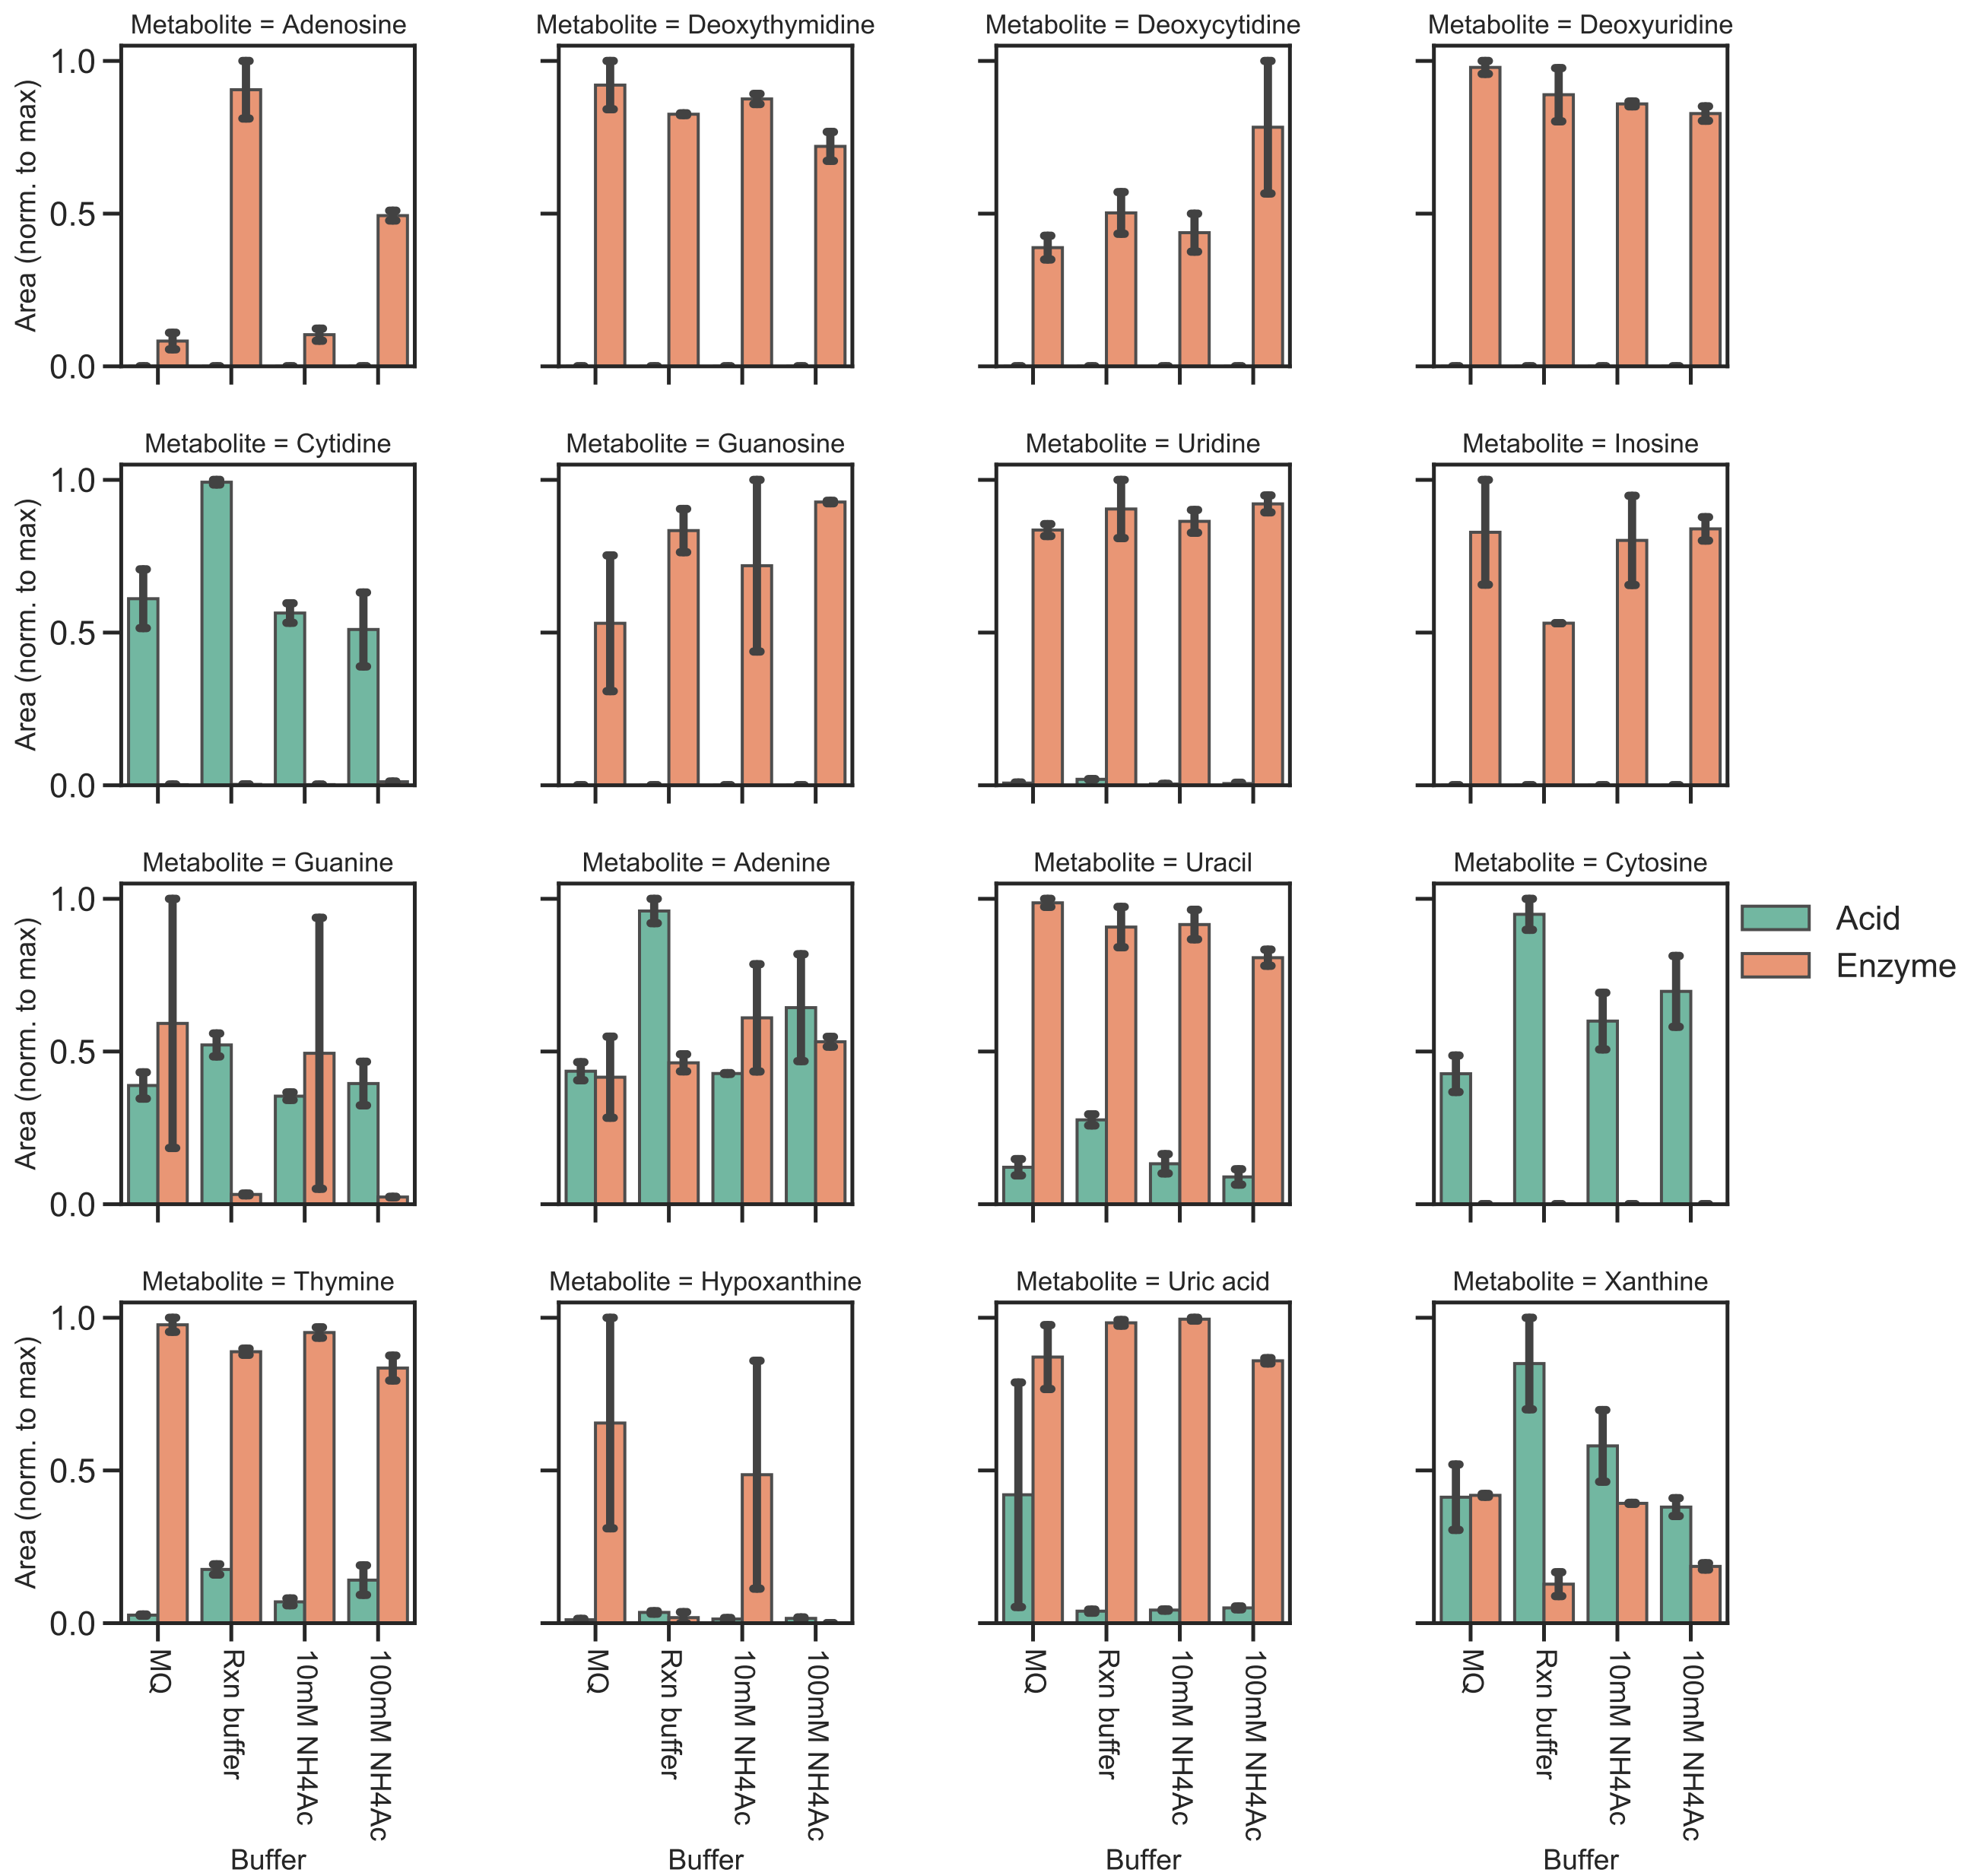 Metabolite = Adenosine
Metabolite = Deoxythymidine
Metabolite = Deoxycytidine
Metabolite = Deoxyuridine
Area (norm. to max)
1.0
0.5
0.0
Metabolite = Cytidine
Metabolite = Guanosine
Metabolite = Uridine
Metabolite = Inosine
Area (norm. to max)
1.0
0.5
0.0
Metabolite = Guanine
Metabolite = Adenine
Metabolite = Uracil
Metabolite = Cytosine
Area (norm. to max)
1.0
0.5
0.0
Acid
Enzyme
Metabolite = Thymine
Metabolite = Hypoxanthine
Metabolite = Uric acid
Metabolite = Xanthine
Area (norm. to max)
1.0
0.5
0.0
MQ
Rxn buffer
10mM NH4Ac
100mM NH4Ac
MQ
Rxn buffer
10mM NH4Ac
100mM NH4Ac
MQ
Rxn buffer
10mM NH4Ac
100mM NH4Ac
MQ
Rxn buffer
10mM NH4Ac
100mM NH4Ac
Buffer
Buffer
Buffer
Buffer